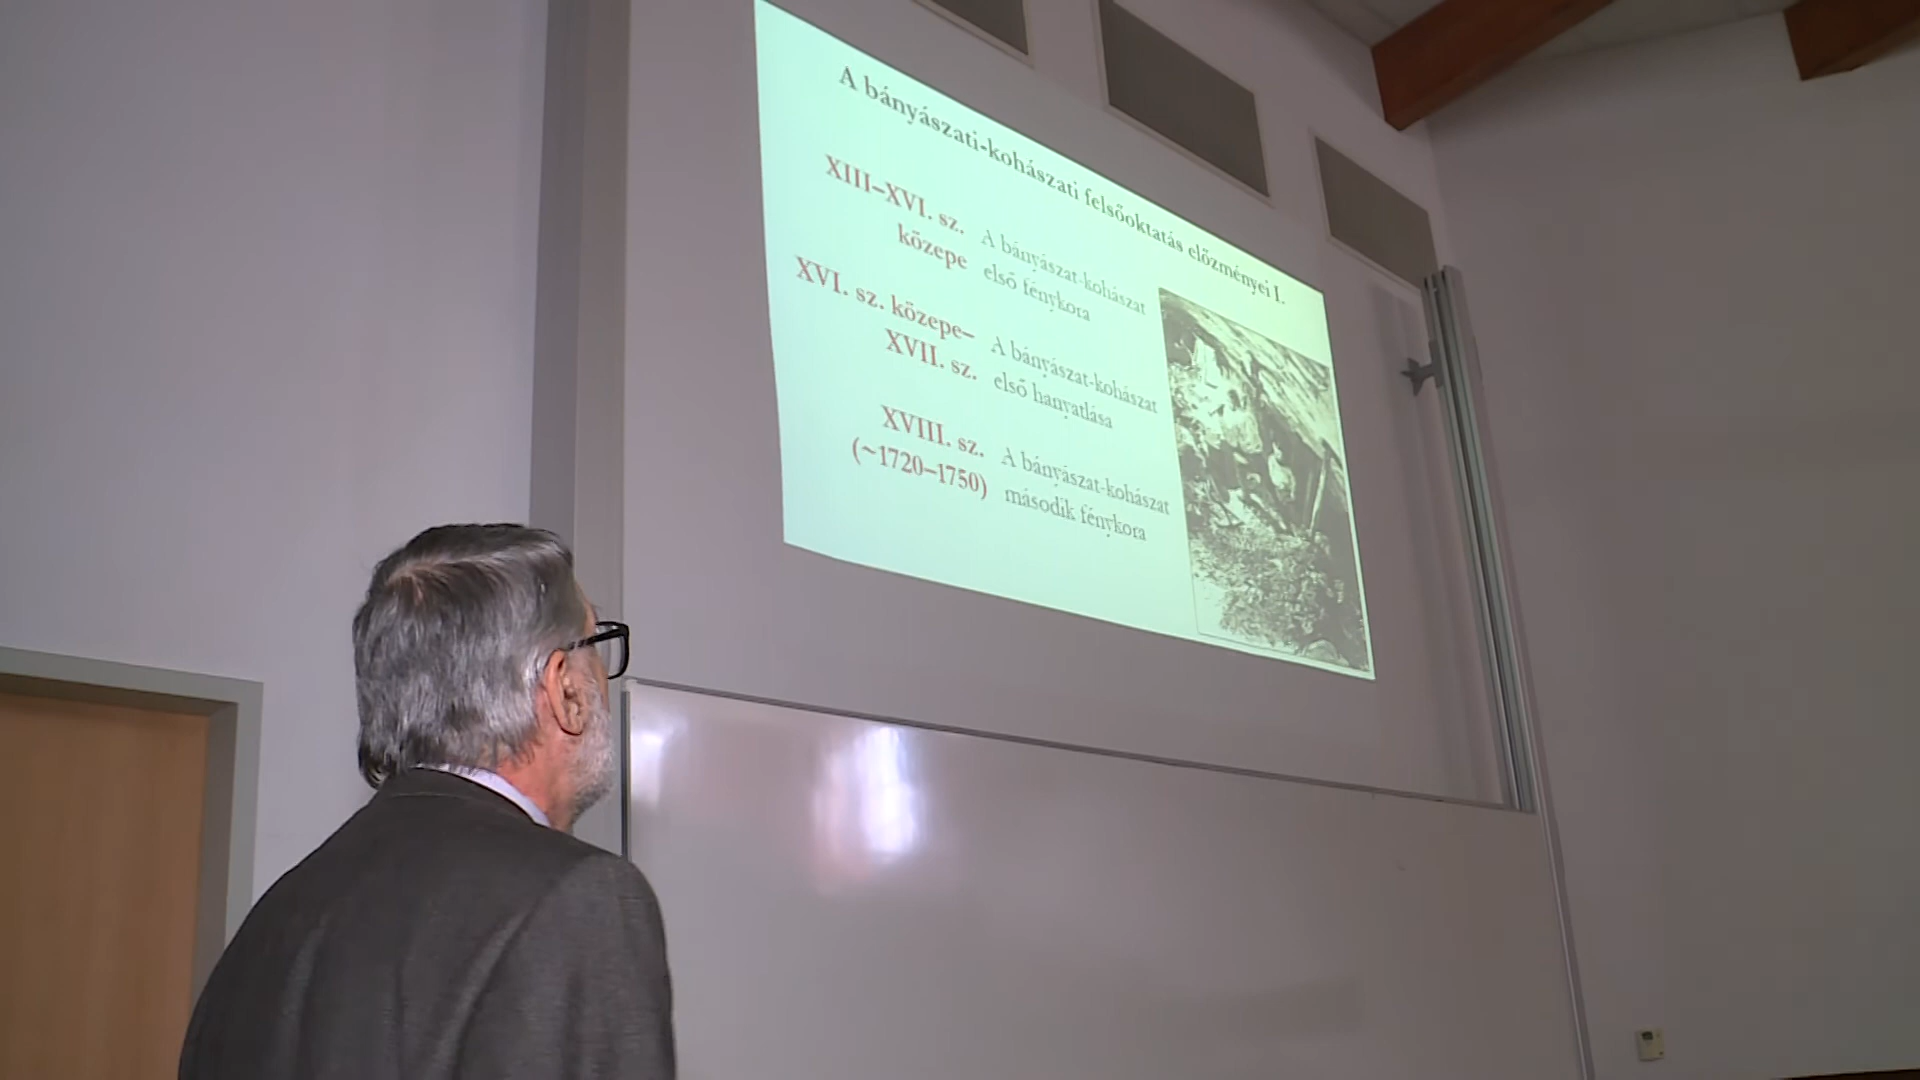 A bányászati-kohászati felsőoktatás előzményei I.
XIII–XVI. sz.
közepe
A bányászat-kohászat
első fénykora
XVI. sz. közepe–
XVII. sz.
A bányászat-kohászat
első hanyatlása
XVIII. sz.
(~1720–1750)
A bányászat-kohászat
második fénykora